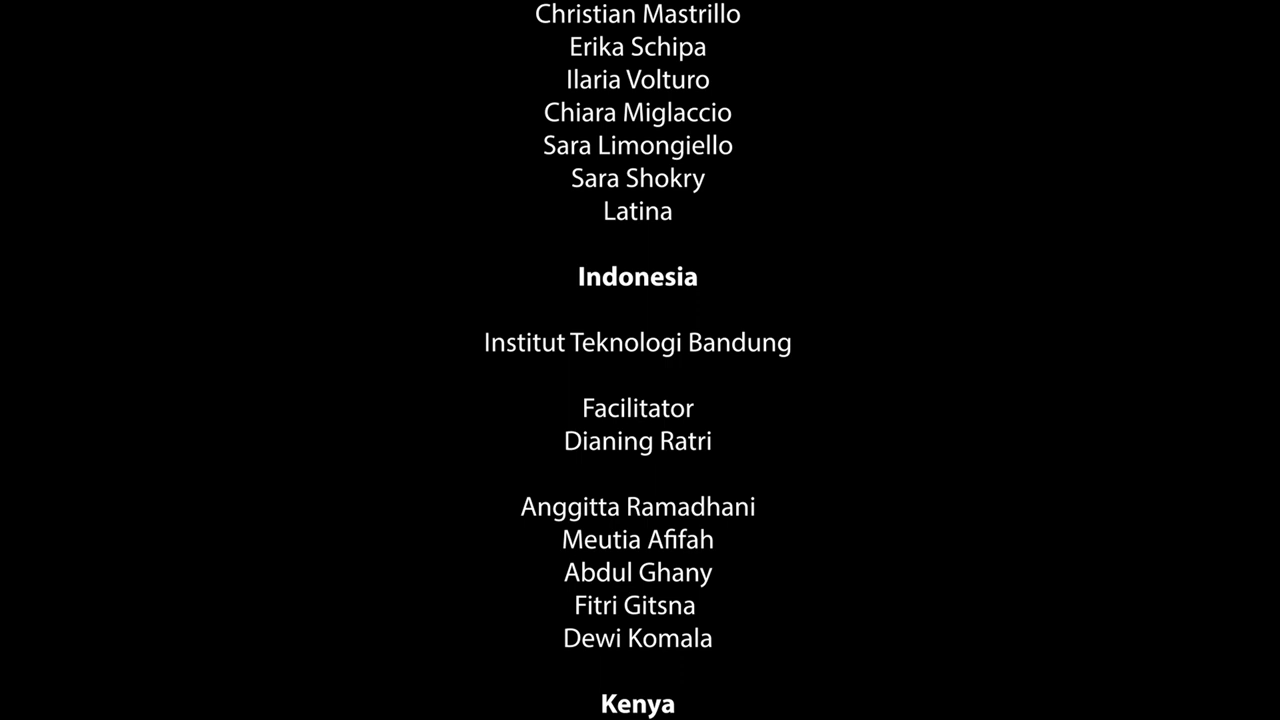 Christian Mastrillo
Erika Schipa
Ilaria Volturo
Chiara Miglaccio
Sara Limongiello
Sara Shokry
Latina
Indonesia
Institut Teknologi Bandung
Facilitator
Dianing Ratri
Anggitta Ramadhani
Meutia Afifah
Abdul Ghany
Fitri Gitsna
Dewi Komala
Kenya